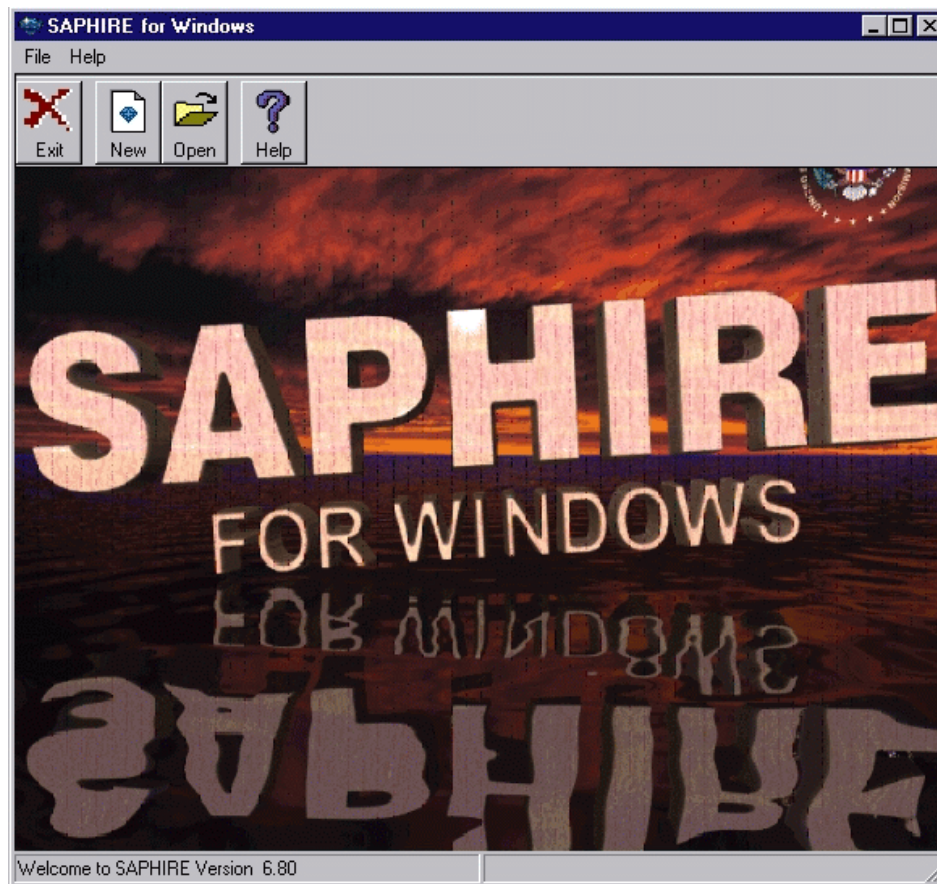 SAPHIRE for Windows
File Help
Exit New Open Help
SAPHIRE
FOR WINDOWS
Welcome to SAPHIRE Version 6.80